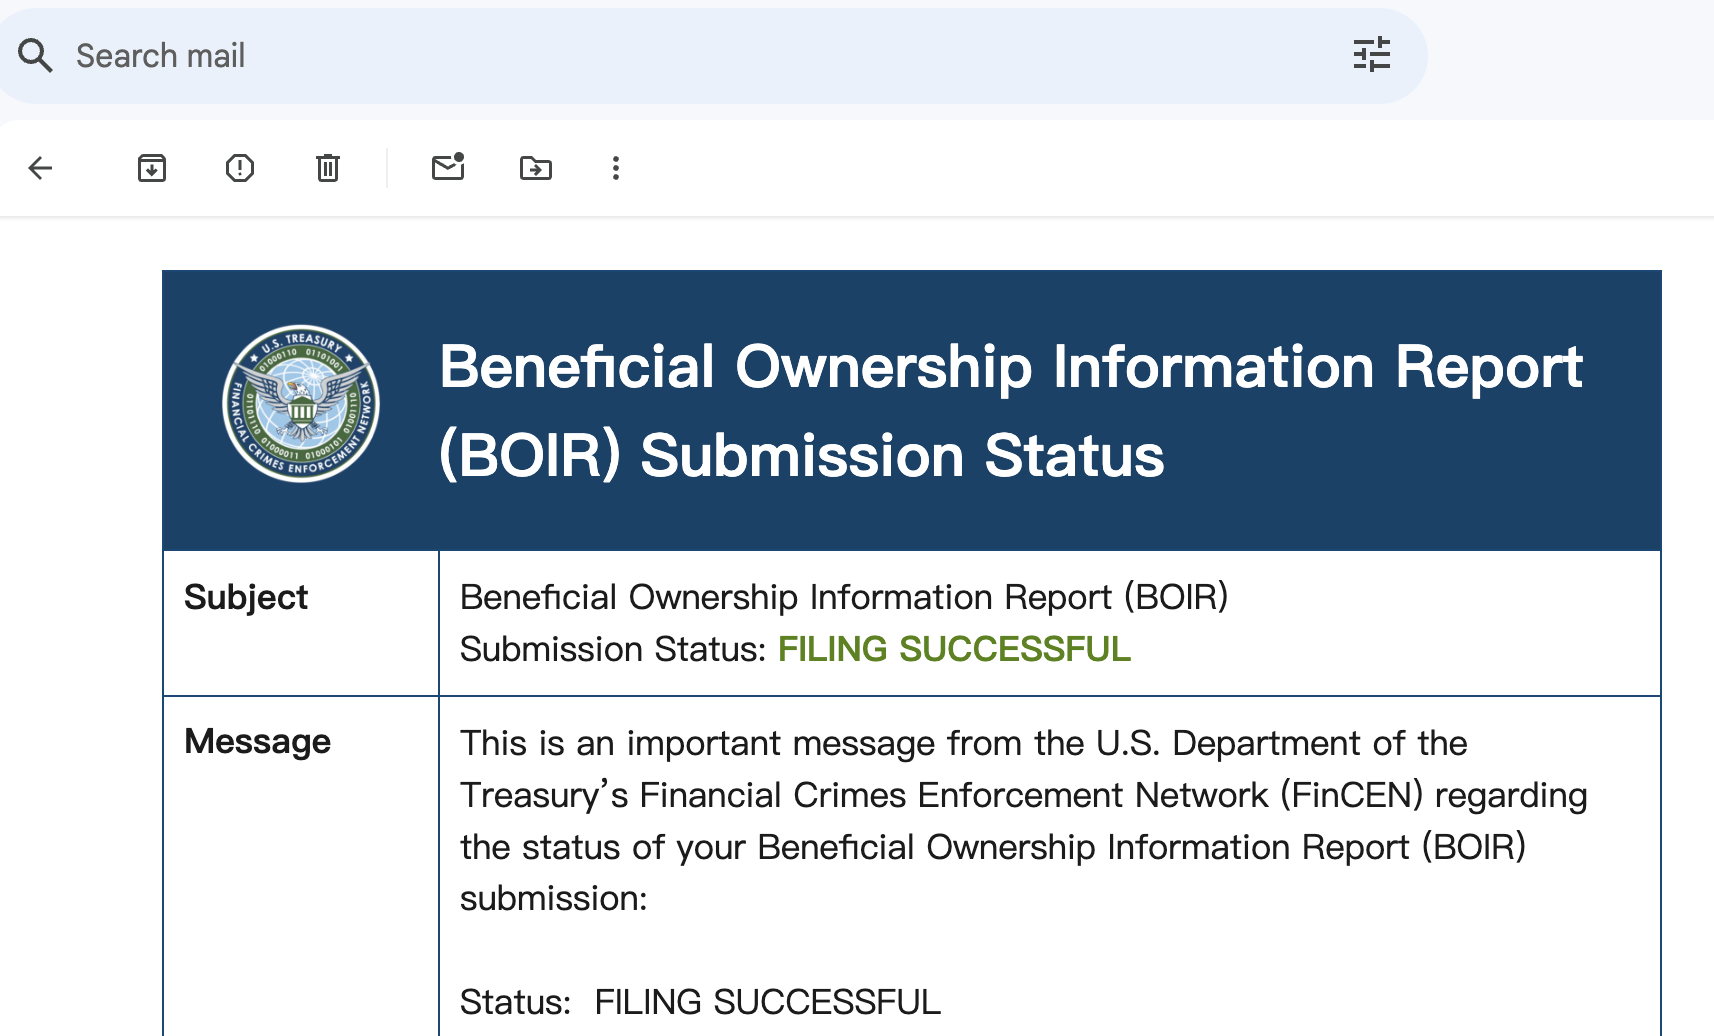 Search mail
U.S. TREASURY
FINANCIAL CRIMES ENFORCEMENT NETWORK
Beneficial Ownership Information Report
(BOIR) Submission Status
Subject
Beneficial Ownership Information Report (BOIR)
Submission Status: FILING SUCCESSFUL
Message
This is an important message from the U.S. Department of the
Treasury’s Financial Crimes Enforcement Network (FinCEN) regarding
the status of your Beneficial Ownership Information Report (BOIR)
submission:
Status: FILING SUCCESSFUL